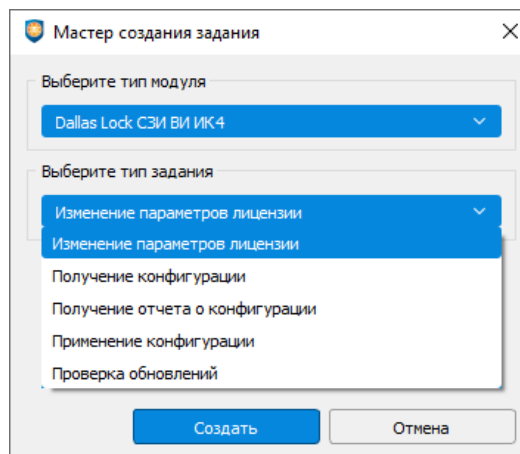 Мастер создания задания
Выберите тип модуля
Dallas Lock СЗИ ВИ ИК4
Выберите тип задания
Изменение параметров лицензии
Изменение параметров лицензии
Получение конфигурации
Получение отчета о конфигурации
Применение конфигурации
Проверка обновлений
Создать
Отмена